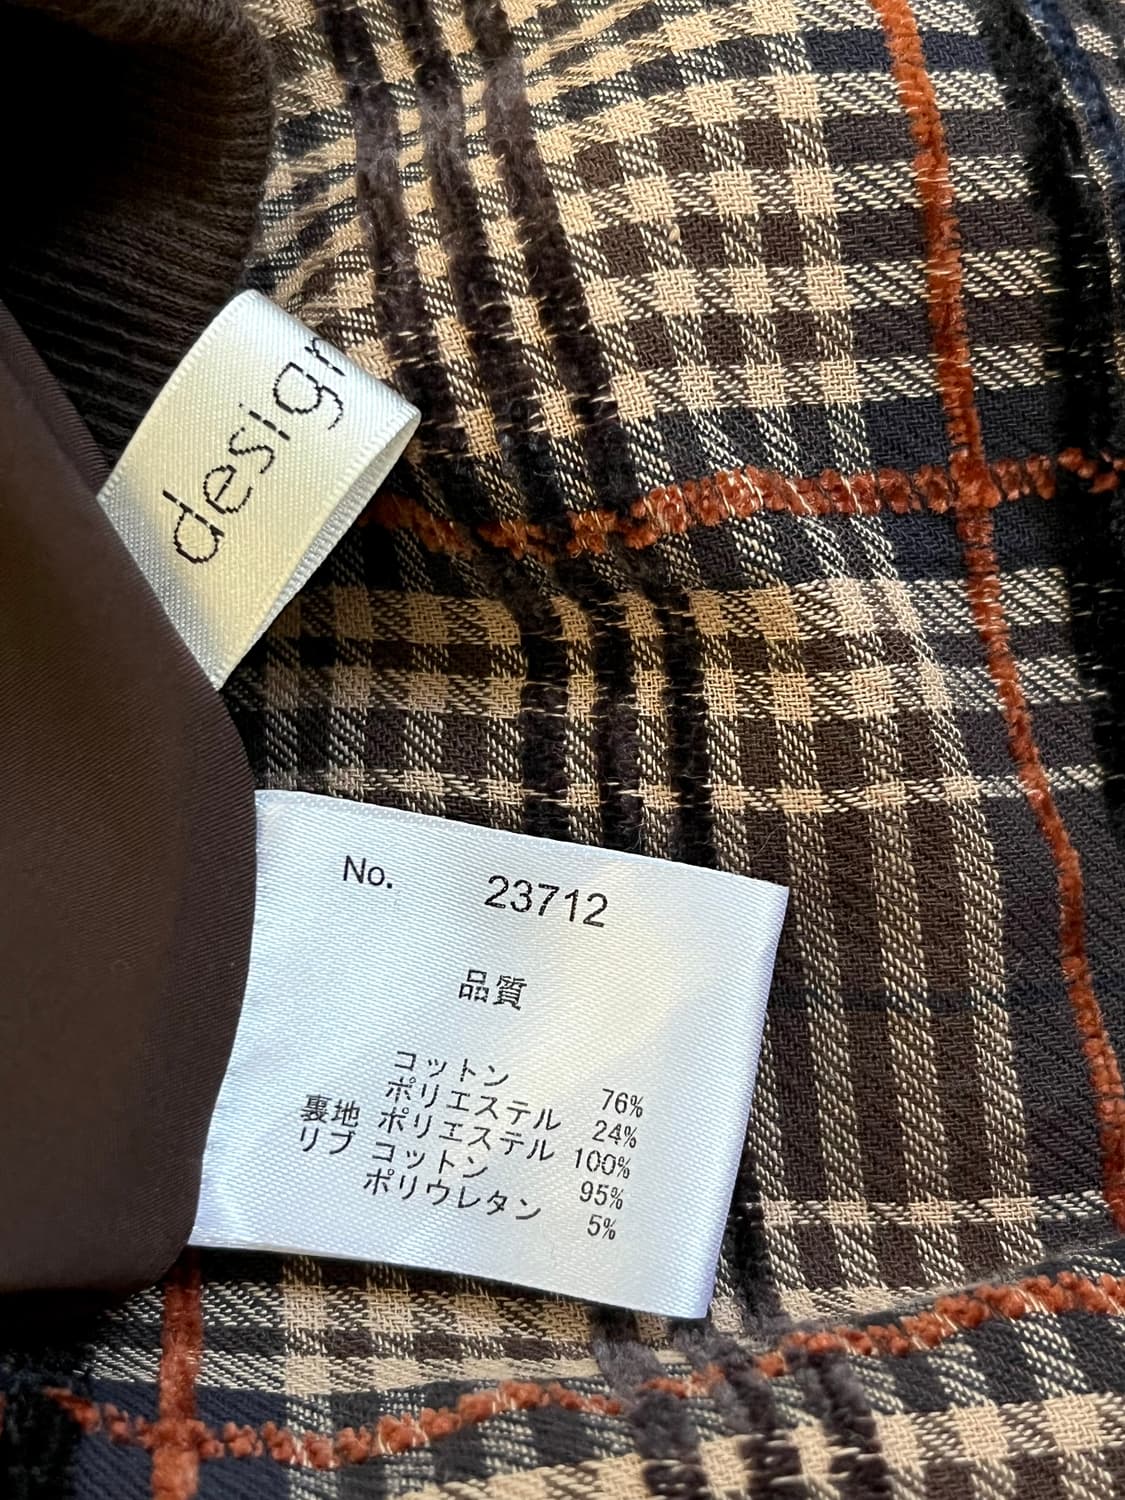 design
No. 23712
品質
コットン 76%
ポリエステル 24%
裏地 ポリエステル 100%
リブ コットン 95%
ポリウレタン 5%